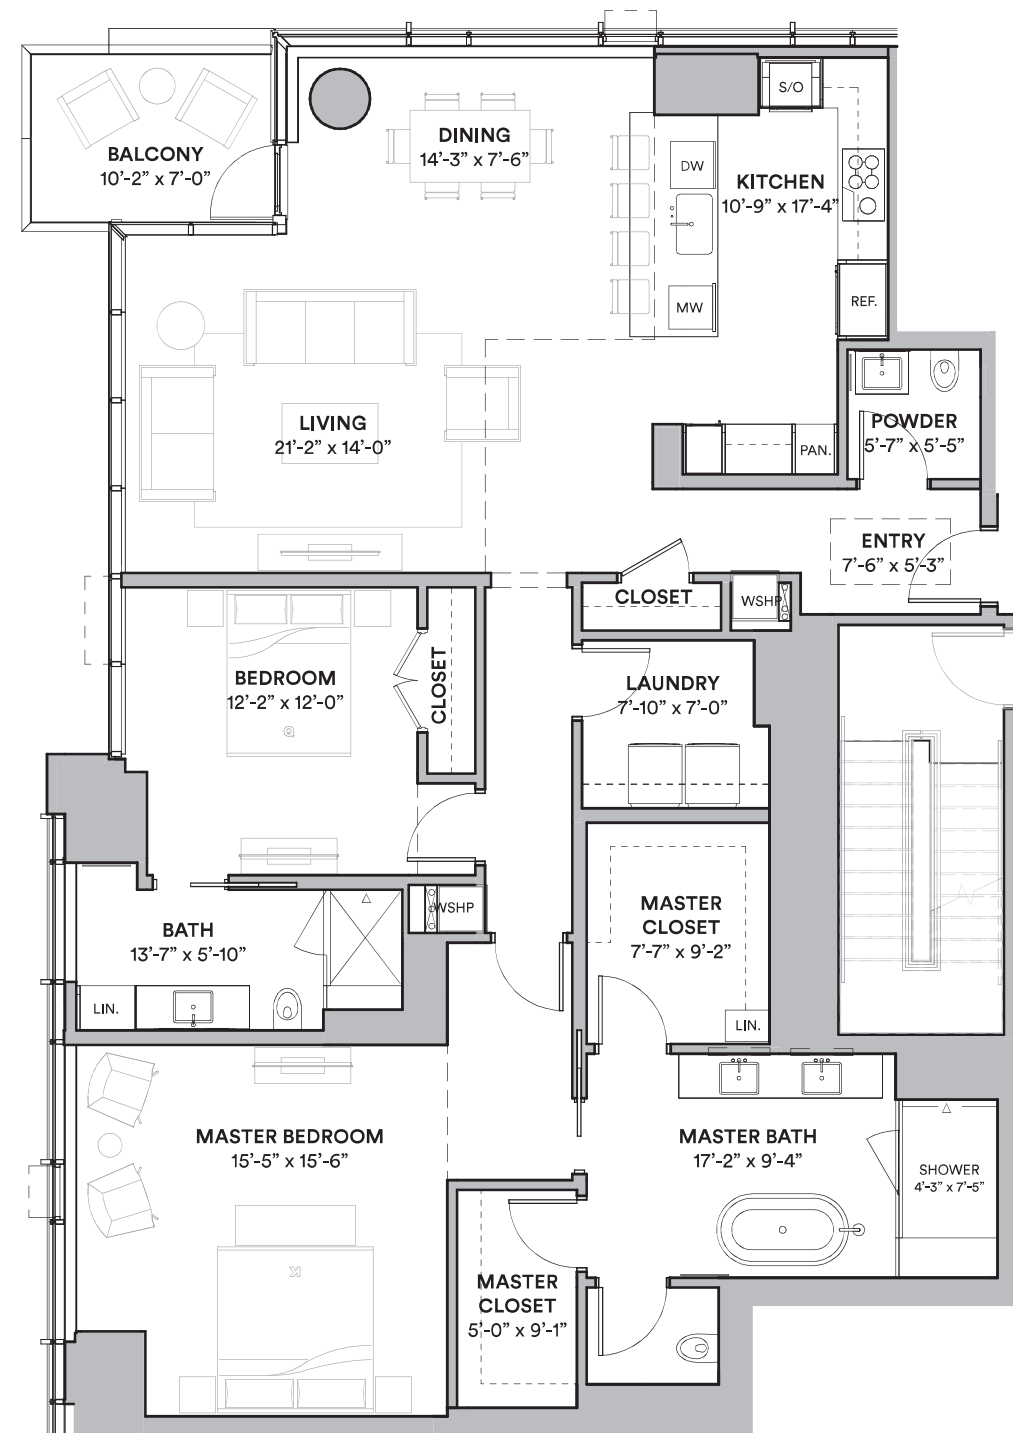 S/O
BALCONY
10'-2" x 7'-0"
DINING
14'-3" x 7'-6"
DW
KITCHEN
10'-9" x 17'-4"
MW
REF.
LIVING
21'-2" x 14'-0"
POWDER
5'-7" x 5'-5"
PAN.
ENTRY
7'-6" x 5'-3"
CLOSET
WSHP
BEDROOM
12'-2" x 12'-0"
CLOSET
LAUNDRY
7'-10" x 7'-0"
Q
BATH
13'-7" x 5'-10"
WSHP
MASTER
CLOSET
7'-7" x 9'-2"
LIN.
LIN.
MASTER BEDROOM
15'-5" x 15'-6"
MASTER BATH
17'-2" x 9'-4"
SHOWER
4'-3" x 7'-5"
K
MASTER
CLOSET
5'-0" x 9'-1"